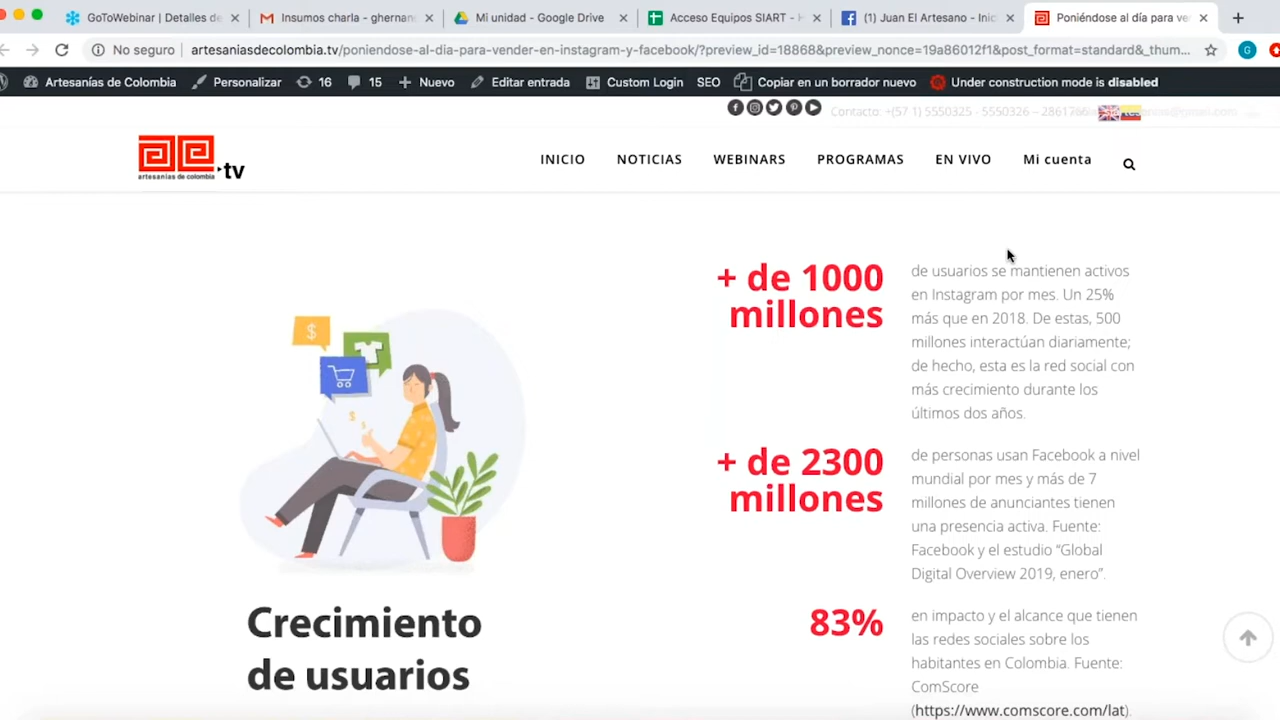 GoToWebinar | Detalles de
Insumos charla - ghernan
Mi unidad - Google Drive
Acceso Equipos SIART - H
(1) Juan El Artesano - Inic
Poniéndose al día para ve
No seguro
artesaniasdecolombia.tv/poniendose-al-dia-para-vender-en-instagram-y-facebook/?preview_id=18868&preview_nonce=19a86012f1&post_format=standard&_thum...
G
Artesanías de Colombia
Personalizar
16
15
Nuevo
Editar entrada
Custom Login
SEO
Copiar en un borrador nuevo
Under construction mode is disabled
Contacto: +(57 1) 5550325 - 5550326 –
artesanías de colombia
tv
INICIO
NOTICIAS
WEBINARS
PROGRAMAS
EN VIVO
Mi cuenta
+ de 1000
millones
de usuarios se mantienen activos
en Instagram por mes. Un 25%
más que en 2018. De estas, 500
millones interactúan diariamente;
de hecho, esta es la red social con
más crecimiento durante los
últimos dos años.
+ de 2300
millones
de personas usan Facebook a nivel
mundial por mes y más de 7
millones de anunciantes tienen
una presencia activa. Fuente:
Facebook y el estudio “Global
Digital Overview 2019, enero”.
83%
en impacto y el alcance que tienen
las redes sociales sobre los
habitantes en Colombia. Fuente:
ComScore
(https://www.comscore.com/lat).
Crecimiento
de usuarios